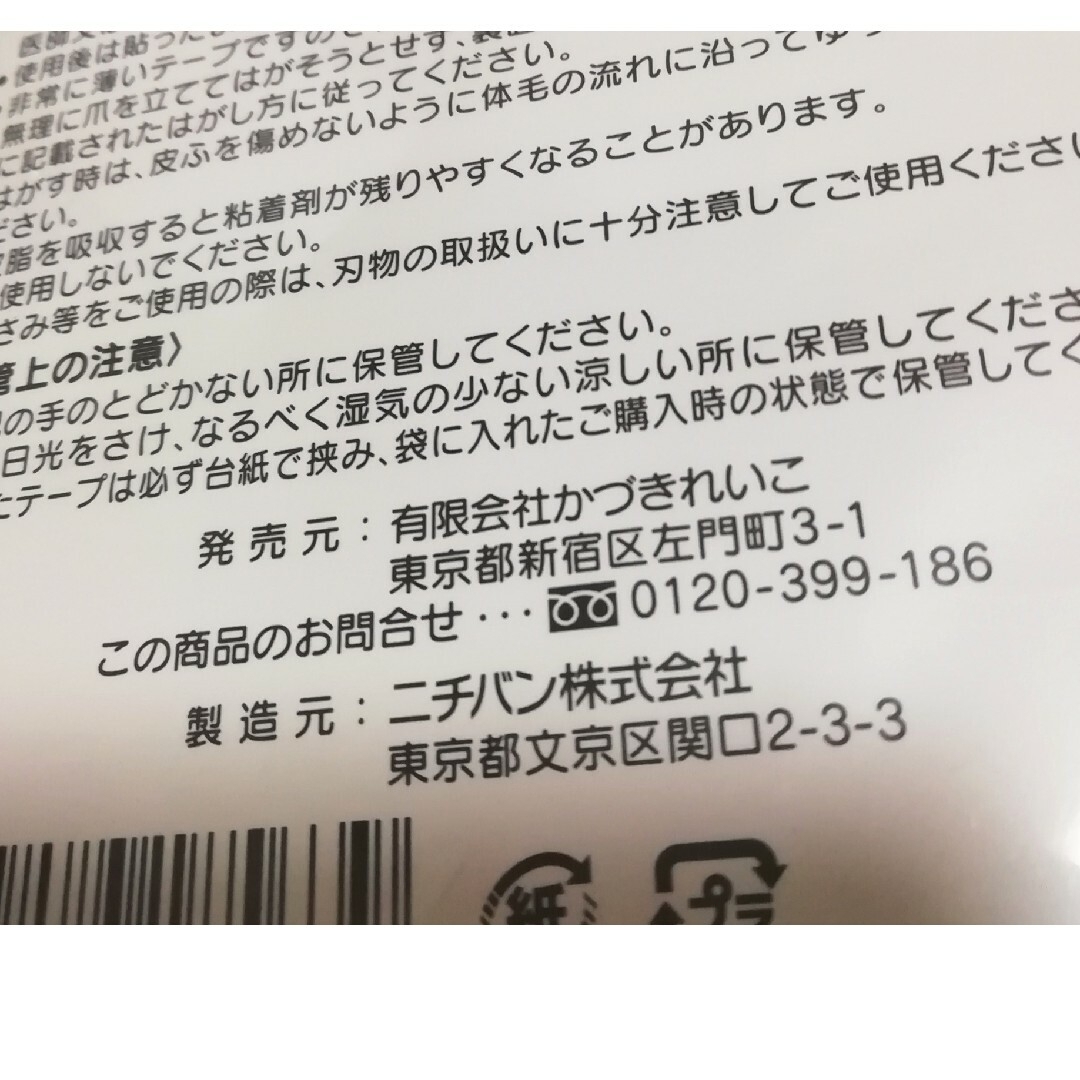 使用後は貼ったま
・非常に薄いテープですので
無理に爪を立ててはがそうとせず、製
に記載されたはがし方に従ってください。
はがす時は、皮ふを傷めないように体毛の流れに沿ってゆっ
ださい。
脂を吸収すると粘着剤が残りやすくなることがあります。
使用しないでください。
さみ等をご使用の際は、刃物の取扱いに十分注意してご使用ください
管上の注意〉
の手のとどかない所に保管してください。
日光をさけ、なるべく湿気の少ない涼しい所に保管してくださ
たテープは必ず台紙で挟み、袋に入れたご購入時の状態で保管してく
発売元：有限会社かづきれいこ
東京都新宿区左門町3-1
この商品のお問合せ･･･0120-399-186
製造元：ニチバン株式会社
東京都文京区関口2-3-3
紙 プラ